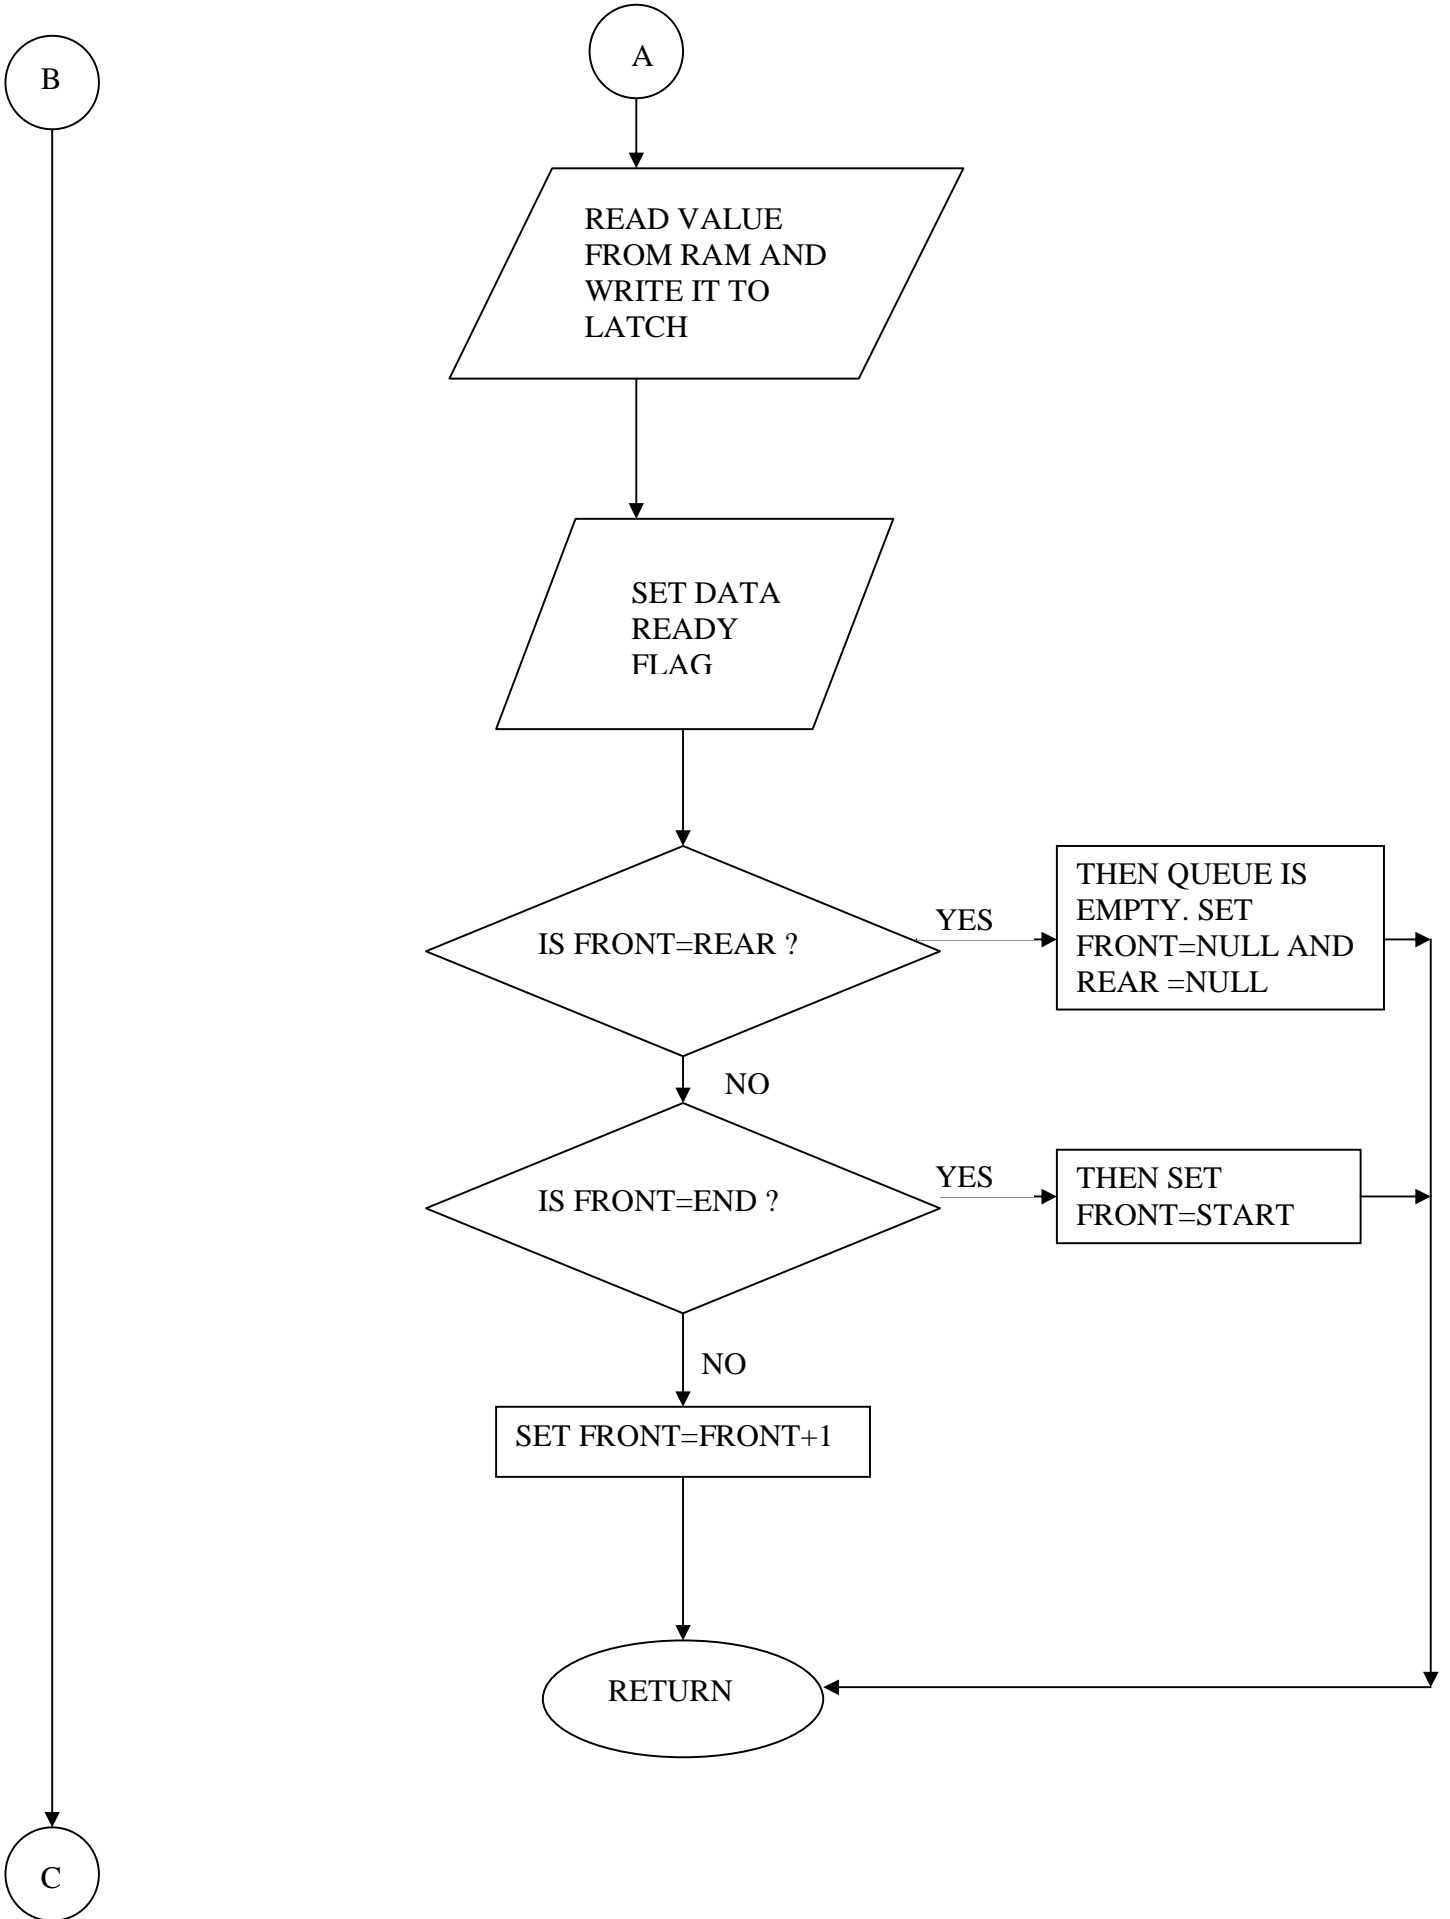 A
B
READ VALUE
FROM RAM AND
WRITE IT TO
LATCH
SET DATA
READY
FLAG
IS FRONT=REAR ?
YES
THEN QUEUE IS
EMPTY. SET
FRONT=NULL AND
REAR =NULL
NO
IS FRONT=END ?
YES
THEN SET
FRONT=START
NO
SET FRONT=FRONT+1
RETURN
C